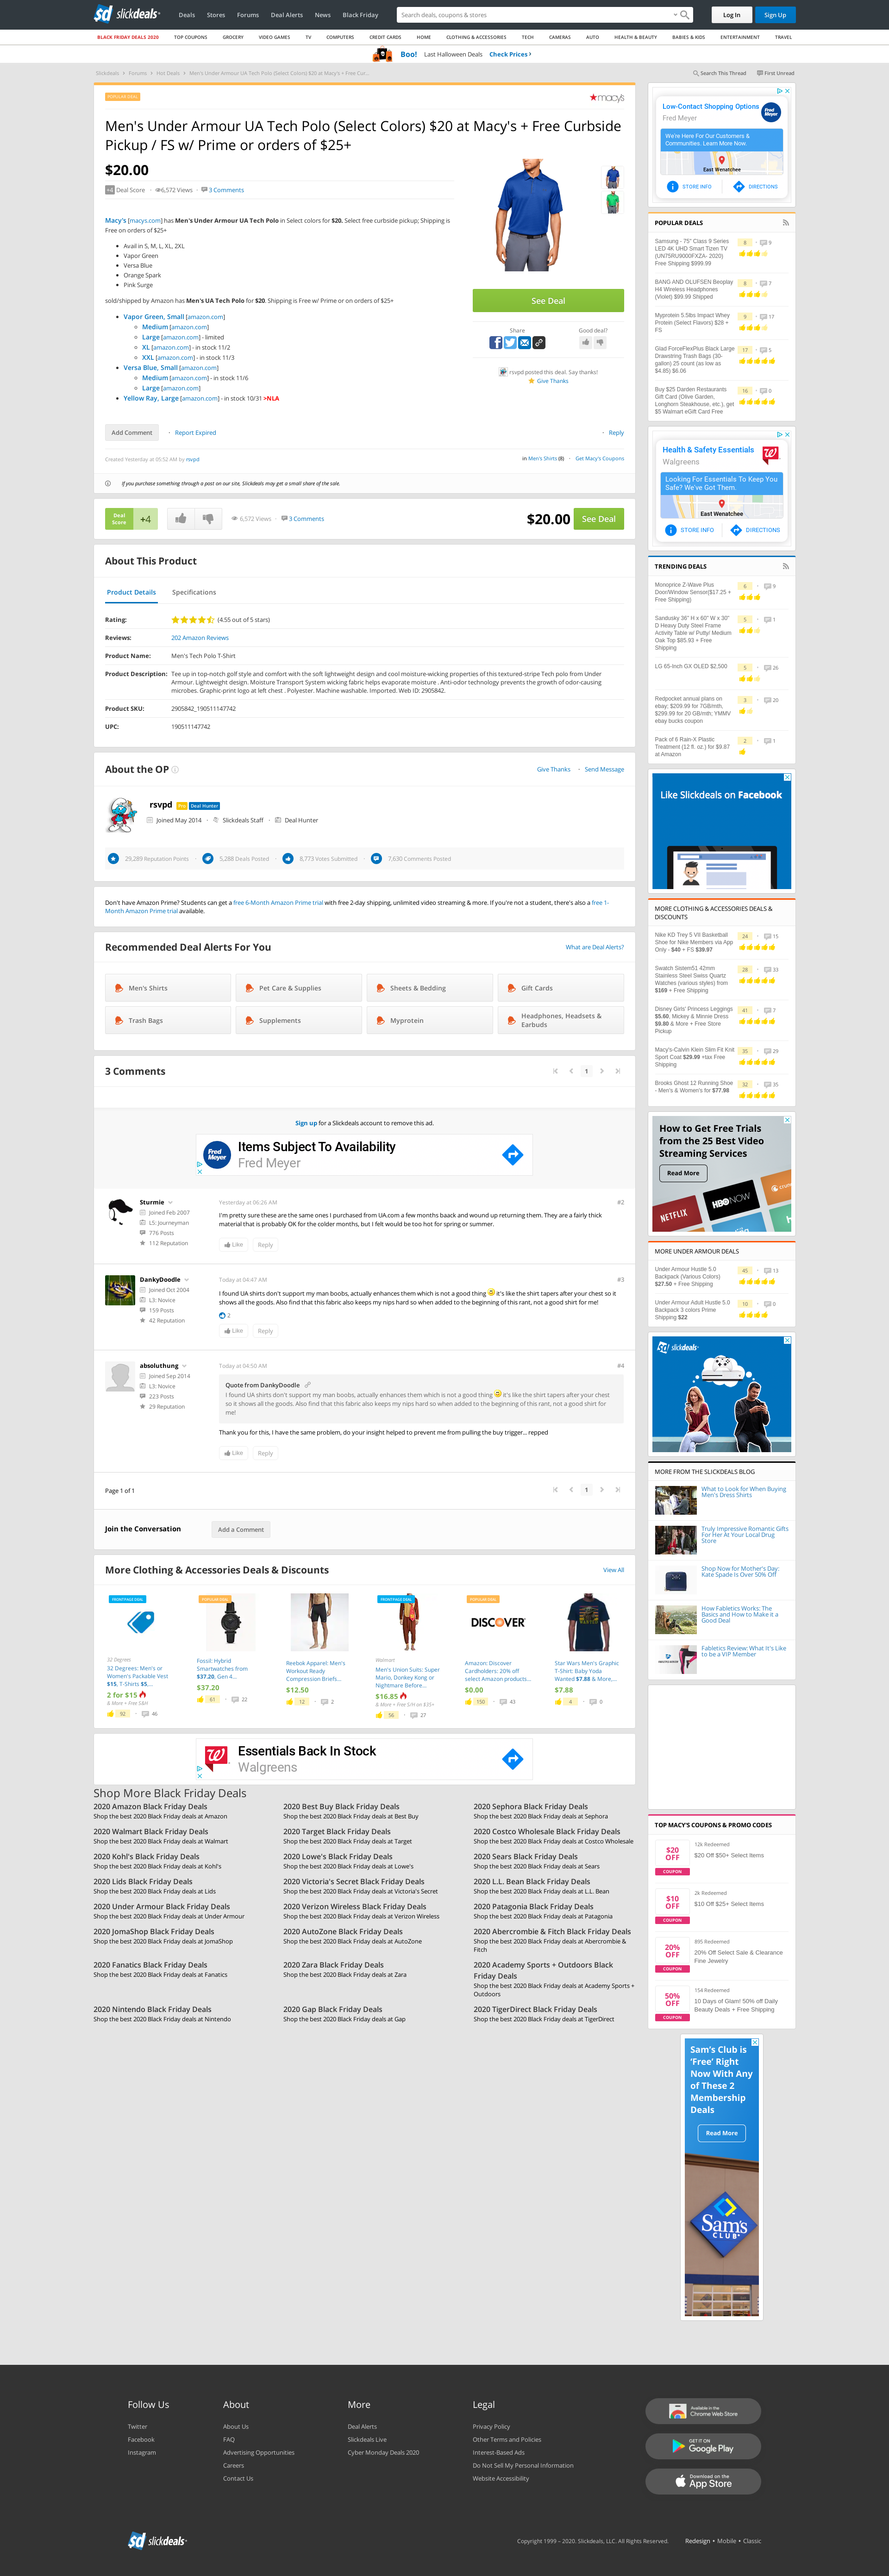 slickdeals
Deals
Stores
Forums
Deal Alerts
News
Black Friday
Search deals, coupons & stores
Log In
Sign Up
BLACK FRIDAY DEALS 2020
TOP COUPONS
GROCERY
VIDEO GAMES
TV
COMPUTERS
CREDIT CARDS
HOME
CLOTHING & ACCESSORIES
TECH
CAMERAS
AUTO
HEALTH & BEAUTY
BABIES & KIDS
ENTERTAINMENT
TRAVEL
Boo! Last Halloween Deals Check Prices ›
Slickdeals › Forums › Hot Deals › Men's Under Armour UA Tech Polo (Select Colors) $20 at Macy's + Free Cur...
Search This Thread
First Unread
POPULAR DEAL
macy's
Men's Under Armour UA Tech Polo (Select Colors) $20 at Macy's + Free Curbside
Pickup / FS w/ Prime or orders of $25+
$20.00
+4 Deal Score • 6,572 Views • 3 Comments
Macy's [macys.com] has Men's Under Armour UA Tech Polo in Select colors for $20. Select free curbside pickup; Shipping is
Free on orders of $25+
Avail in S, M, L, XL, 2XL
Vapor Green
Versa Blue
Orange Spark
Pink Surge
sold/shipped by Amazon has Men's UA Tech Polo for $20. Shipping is Free w/ Prime or on orders of $25+
Vapor Green, Small [amazon.com]
Medium [amazon.com]
Large [amazon.com] - limited
XL [amazon.com] - in stock 11/2
XXL [amazon.com] - in stock 11/3
Versa Blue, Small [amazon.com]
Medium [amazon.com] - in stock 11/6
Large [amazon.com]
Yellow Ray, Large [amazon.com] - in stock 10/31 >NLA
See Deal
Share
Good deal?
rsvpd posted this deal. Say thanks!
Give Thanks
Add Comment
• Report Expired
• Reply
Created Yesterday at 05:52 AM by rsvpd
in Men's Shirts (8) • Get Macy's Coupons
If you purchase something through a post on our site, Slickdeals may get a small share of the sale.
Deal
Score
+4
6,572 Views • 3 Comments
$20.00
See Deal
About This Product
Product Details
Specifications
Rating: (4.55 out of 5 stars)
Reviews: 202 Amazon Reviews
Product Name: Men's Tech Polo T-Shirt
Product Description: Tee up in top-notch golf style and comfort with the soft lightweight design and cool moisture-wicking properties of this textured-stripe Tech polo from Under
Armour. Lightweight design. Moisture Transport System wicking fabric helps evaporate moisture . Anti-odor technology prevents the growth of odor-causing
microbes. Graphic-print logo at left chest . Polyester. Machine washable. Imported. Web ID: 2905842.
Product SKU: 2905842_190511147742
UPC: 190511147742
About the OP
Give Thanks • Send Message
rsvpd Pro Deal Hunter
Joined May 2014 • Slickdeals Staff • Deal Hunter
29,289 Reputation Points
5,288 Deals Posted
8,773 Votes Submitted
7,630 Comments Posted
Don't have Amazon Prime? Students can get a free 6-Month Amazon Prime trial with free 2-day shipping, unlimited video streaming & more. If you're not a student, there's also a free 1-
Month Amazon Prime trial available.
Recommended Deal Alerts For You
What are Deal Alerts?
Men's Shirts
Pet Care & Supplies
Sheets & Bedding
Gift Cards
Trash Bags
Supplements
Myprotein
Headphones, Headsets &
Earbuds
3 Comments
1
Sign up for a Slickdeals account to remove this ad.
Fred Meyer
Items Subject To Availability
Fred Meyer
Sturmie
Joined Feb 2007
L5: Journeyman
776 Posts
112 Reputation
Yesterday at 06:26 AM
#2
I'm pretty sure these are the same ones I purchased from UA.com a few months baack and wound up returning them. They are a fairly thick
material that is probably OK for the colder months, but I felt would be too hot for spring or summer.
Like
Reply
DankyDoodle
Joined Oct 2004
L3: Novice
159 Posts
42 Reputation
Today at 04:47 AM
#3
I found UA shirts don't support my man boobs, actually enhances them which is not a good thing it's like the shirt tapers after your chest so it
shows all the goods. Also find that this fabric also keeps my nips hard so when added to the beginning of this rant, not a good shirt for me!
2
Like
Reply
absoluthung
Joined Sep 2014
L3: Novice
223 Posts
29 Reputation
Today at 04:50 AM
#4
Quote from DankyDoodle
I found UA shirts don't support my man boobs, actually enhances them which is not a good thing it's like the shirt tapers after your chest
so it shows all the goods. Also find that this fabric also keeps my nips hard so when added to the beginning of this rant, not a good shirt for
me!
Thank you for this, I have the same problem, do your insight helped to prevent me from pulling the buy trigger... repped
Like
Reply
Page 1 of 1
1
Join the Conversation
Add a Comment
More Clothing & Accessories Deals & Discounts
View All
FRONTPAGE DEAL
32 Degrees
32 Degrees: Men's or
Women's Packable Vest
$15, T-Shirts $5,...
2 for $15
& More + Free S&H
92
46
POPULAR DEAL
Fossil: Hybrid
Smartwatches from
$37.20, Gen 4...
$37.20
61
22
Reebok Apparel: Men's
Workout Ready
Compression Briefs...
$12.50
12
2
FRONTPAGE DEAL
Walmart
Men's Union Suits: Super
Mario, Donkey Kong or
Nightmare Before...
$16.85
& More + Free S/H on $35+
56
27
POPULAR DEAL
DISCOVER
Amazon: Discover
Cardholders: 20% off
select Amazon products...
$0.00
150
43
Star Wars Men's Graphic
T-Shirt: Baby Yoda
Wanted $7.88 & More,...
$7.88
4
0
Essentials Back In Stock
Walgreens
Shop More Black Friday Deals
2020 Amazon Black Friday Deals
Shop the best 2020 Black Friday deals at Amazon
2020 Best Buy Black Friday Deals
Shop the best 2020 Black Friday deals at Best Buy
2020 Sephora Black Friday Deals
Shop the best 2020 Black Friday deals at Sephora
2020 Walmart Black Friday Deals
Shop the best 2020 Black Friday deals at Walmart
2020 Target Black Friday Deals
Shop the best 2020 Black Friday deals at Target
2020 Costco Wholesale Black Friday Deals
Shop the best 2020 Black Friday deals at Costco Wholesale
2020 Kohl's Black Friday Deals
Shop the best 2020 Black Friday deals at Kohl's
2020 Lowe's Black Friday Deals
Shop the best 2020 Black Friday deals at Lowe's
2020 Sears Black Friday Deals
Shop the best 2020 Black Friday deals at Sears
2020 Lids Black Friday Deals
Shop the best 2020 Black Friday deals at Lids
2020 Victoria's Secret Black Friday Deals
Shop the best 2020 Black Friday deals at Victoria's Secret
2020 L.L. Bean Black Friday Deals
Shop the best 2020 Black Friday deals at L.L. Bean
2020 Under Armour Black Friday Deals
Shop the best 2020 Black Friday deals at Under Armour
2020 Verizon Wireless Black Friday Deals
Shop the best 2020 Black Friday deals at Verizon Wireless
2020 Patagonia Black Friday Deals
Shop the best 2020 Black Friday deals at Patagonia
2020 JomaShop Black Friday Deals
Shop the best 2020 Black Friday deals at JomaShop
2020 AutoZone Black Friday Deals
Shop the best 2020 Black Friday deals at AutoZone
2020 Abercrombie & Fitch Black Friday Deals
Shop the best 2020 Black Friday deals at Abercrombie &
Fitch
2020 Fanatics Black Friday Deals
Shop the best 2020 Black Friday deals at Fanatics
2020 Zara Black Friday Deals
Shop the best 2020 Black Friday deals at Zara
2020 Academy Sports + Outdoors Black
Friday Deals
Shop the best 2020 Black Friday deals at Academy Sports +
Outdoors
2020 Nintendo Black Friday Deals
Shop the best 2020 Black Friday deals at Nintendo
2020 Gap Black Friday Deals
Shop the best 2020 Black Friday deals at Gap
2020 TigerDirect Black Friday Deals
Shop the best 2020 Black Friday deals at TigerDirect
Low-Contact Shopping Options
Fred Meyer
We're Here For Our Customers &
Communities. Learn More Now.
East Wenatchee
STORE INFO
DIRECTIONS
POPULAR DEALS
Samsung - 75" Class 9 Series
LED 4K UHD Smart Tizen TV
(UN75RU9000FXZA- 2020)
Free Shipping $999.99
8
9
BANG AND OLUFSEN Beoplay
H4 Wireless Headphones
(Violet) $99.99 Shipped
8
7
Myprotein 5.5lbs Impact Whey
Protein (Select Flavors) $28 +
FS
9
17
Glad ForceFlexPlus Black Large
Drawstring Trash Bags (30-
gallon) 25 count (as low as
$4.85) $6.06
17
5
Buy $25 Darden Restaurants
Gift Card (Olive Garden,
Longhorn Steakhouse, etc.), get
$5 Walmart eGift Card Free
16
0
Health & Safety Essentials
Walgreens
Looking For Essentials To Keep You
Safe? We've Got Them.
East Wenatchee
STORE INFO
DIRECTIONS
TRENDING DEALS
Monoprice Z-Wave Plus
Door/Window Sensor($17.25 +
Free Shipping)
6
9
Sandusky 36" H x 60" W x 30"
D Heavy Duty Steel Frame
Activity Table w/ Putty/ Medium
Oak Top $85.93 + Free
Shipping
5
1
LG 65-Inch GX OLED $2,500
5
26
Redpocket annual plans on
ebay; $209.99 for 7GB/mth,
$299.99 for 20 GB/mth; YMMV
ebay bucks coupon
3
20
Pack of 6 Rain-X Plastic
Treatment (12 fl. oz.) for $9.87
at Amazon
2
1
Like Slickdeals on Facebook
MORE CLOTHING & ACCESSORIES DEALS &
DISCOUNTS
Nike KD Trey 5 VII Basketball
Shoe for Nike Members via App
Only - $40 + FS $39.97
24
15
Swatch Sistem51 42mm
Stainless Steel Swiss Quartz
Watches (various styles) from
$169 + Free Shipping
28
33
Disney Girls' Princess Leggings
$5.60, Mickey & Minnie Dress
$9.80 & More + Free Store
Pickup
41
7
Macy's-Calvin Klein Slim Fit Knit
Sport Coat $29.99 +tax Free
Shipping
35
29
Brooks Ghost 12 Running Shoe
- Men's & Women's for $77.98
32
35
How to Get Free Trials
from the 25 Best Video
Streaming Services
Read More
NETFLIX
HBO NOW
MORE UNDER ARMOUR DEALS
Under Armour Hustle 5.0
Backpack (Various Colors)
$27.50 + Free Shipping
45
13
Under Armour Adult Hustle 5.0
Backpack 3 colors Prime
Shipping $22
10
0
slickdeals
MORE FROM THE SLICKDEALS BLOG
What to Look for When Buying
Men's Dress Shirts
Truly Impressive Romantic Gifts
For Her At Your Local Drug
Store
Shop Now for Mother's Day:
Kate Spade Is Over 50% Off
How Fabletics Works: The
Basics and How to Make it a
Good Deal
Fabletics Review: What It's Like
to be a VIP Member
TOP MACY'S COUPONS & PROMO CODES
$20
OFF
COUPON
12k Redeemed
$20 Off $50+ Select Items
$10
OFF
COUPON
2k Redeemed
$10 Off $25+ Select Items
20%
OFF
COUPON
895 Redeemed
20% Off Select Sale & Clearance
Fine Jewelry
50%
OFF
COUPON
154 Redeemed
10 Days of Glam! 50% off Daily
Beauty Deals + Free Shipping
Sam's Club is
'Free' Right
Now With Any
of These 2
Membership
Deals
Read More
Sam's
CLUB
Follow Us
Twitter
Facebook
Instagram
About
About Us
FAQ
Advertising Opportunities
Careers
Contact Us
More
Deal Alerts
Slickdeals Live
Cyber Monday Deals 2020
Legal
Privacy Policy
Other Terms and Policies
Interest-Based Ads
Do Not Sell My Personal Information
Website Accessibility
Available in the
Chrome Web Store
GET IT ON
Google Play
Download on the
App Store
slickdeals
Copyright 1999 - 2020. Slickdeals, LLC. All Rights Reserved.
Redesign • Mobile • Classic